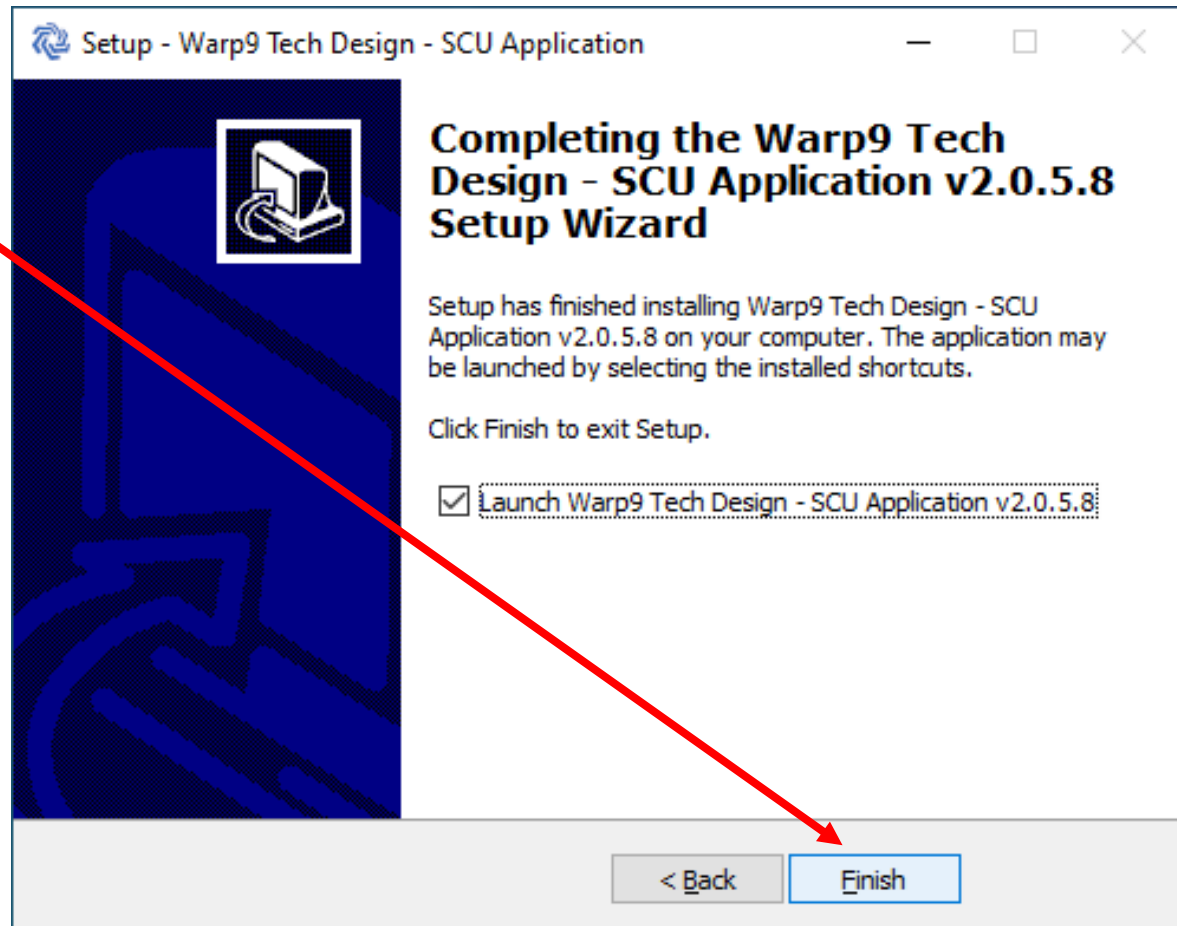 Setup - Warp9 Tech Design - SCU Application
Completing the Warp9 Tech
Design - SCU Application v2.0.5.8
Setup Wizard
Setup has finished installing Warp9 Tech Design - SCU
Application v2.0.5.8 on your computer. The application may
be launched by selecting the installed shortcuts.
Click Finish to exit Setup.
Launch Warp9 Tech Design - SCU Application v2.0.5.8
< Back
Finish